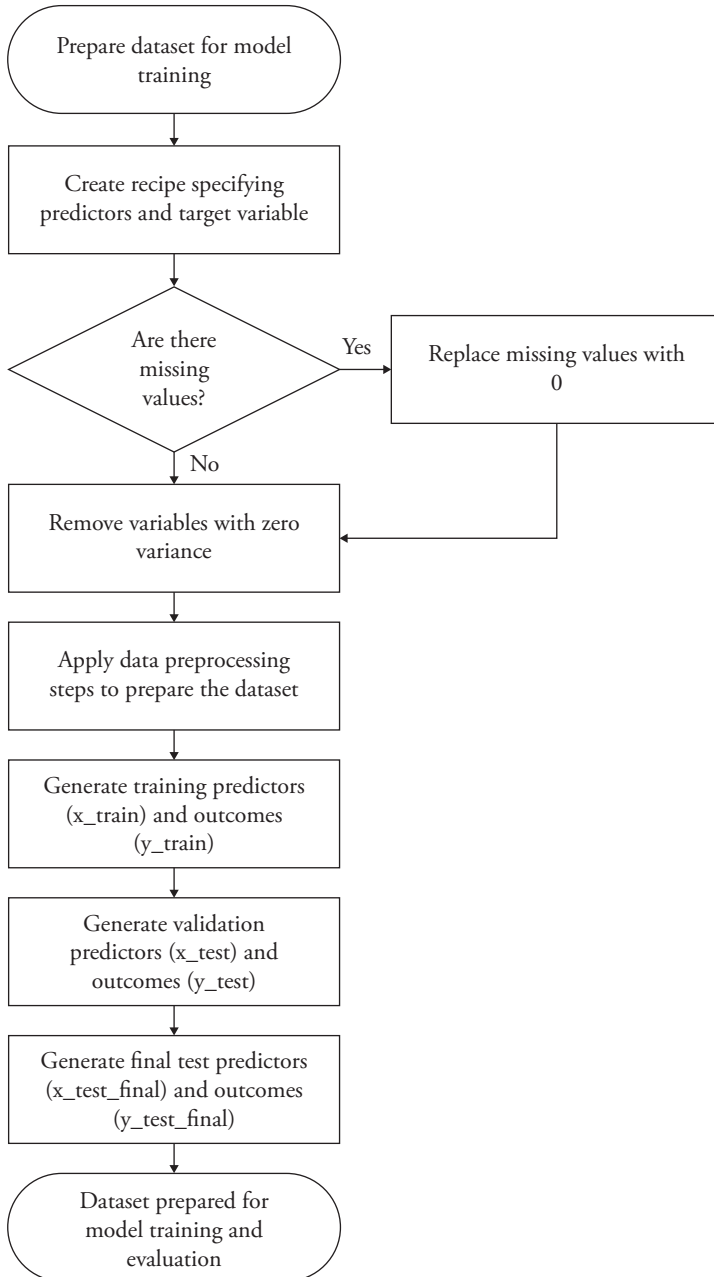 Prepare dataset for model
training
Create recipe specifying
predictors and target variable
Are there
missing
values?
Yes
Replace missing values with
0
No
Remove variables with zero
variance
Apply data preprocessing
steps to prepare the dataset
Generate training predictors
(x_train) and outcomes
(y_train)
Generate validation
predictors (x_test) and
outcomes (y_test)
Generate final test predictors
(x_test_final) and outcomes
(y_test_final)
Dataset prepared for
model training and
evaluation